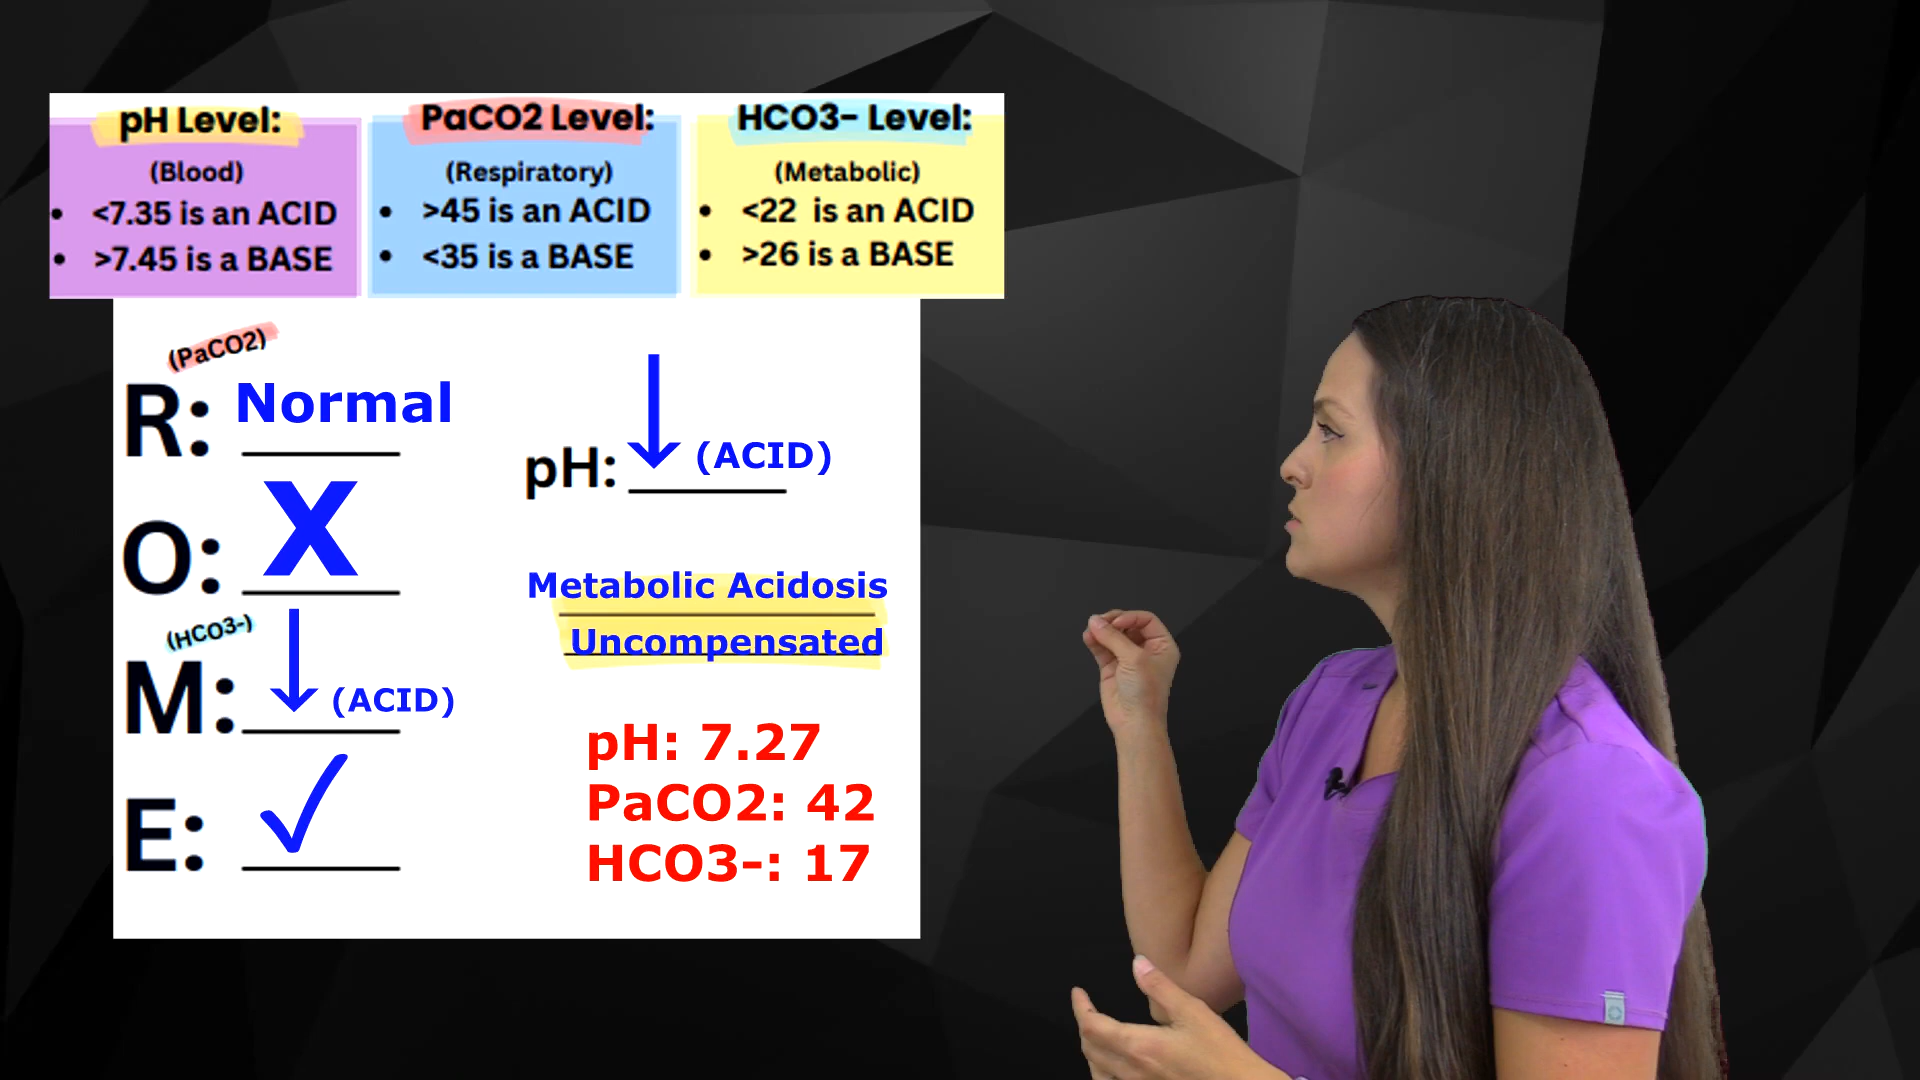 pH Level:
(Blood)
• <7.35 is an ACID
• >7.45 is a BASE
PaCO2 Level:
(Respiratory)
• >45 is an ACID
• <35 is a BASE
HCO3- Level:
(Metabolic)
• <22 is an ACID
• >26 is a BASE
(PaCO2)
R: Normal
O: X
(HCO3-)
M: ↓ (ACID)
E: ✓
pH: ↓ (ACID)
Metabolic Acidosis
Uncompensated
pH: 7.27
PaCO2: 42
HCO3-: 17